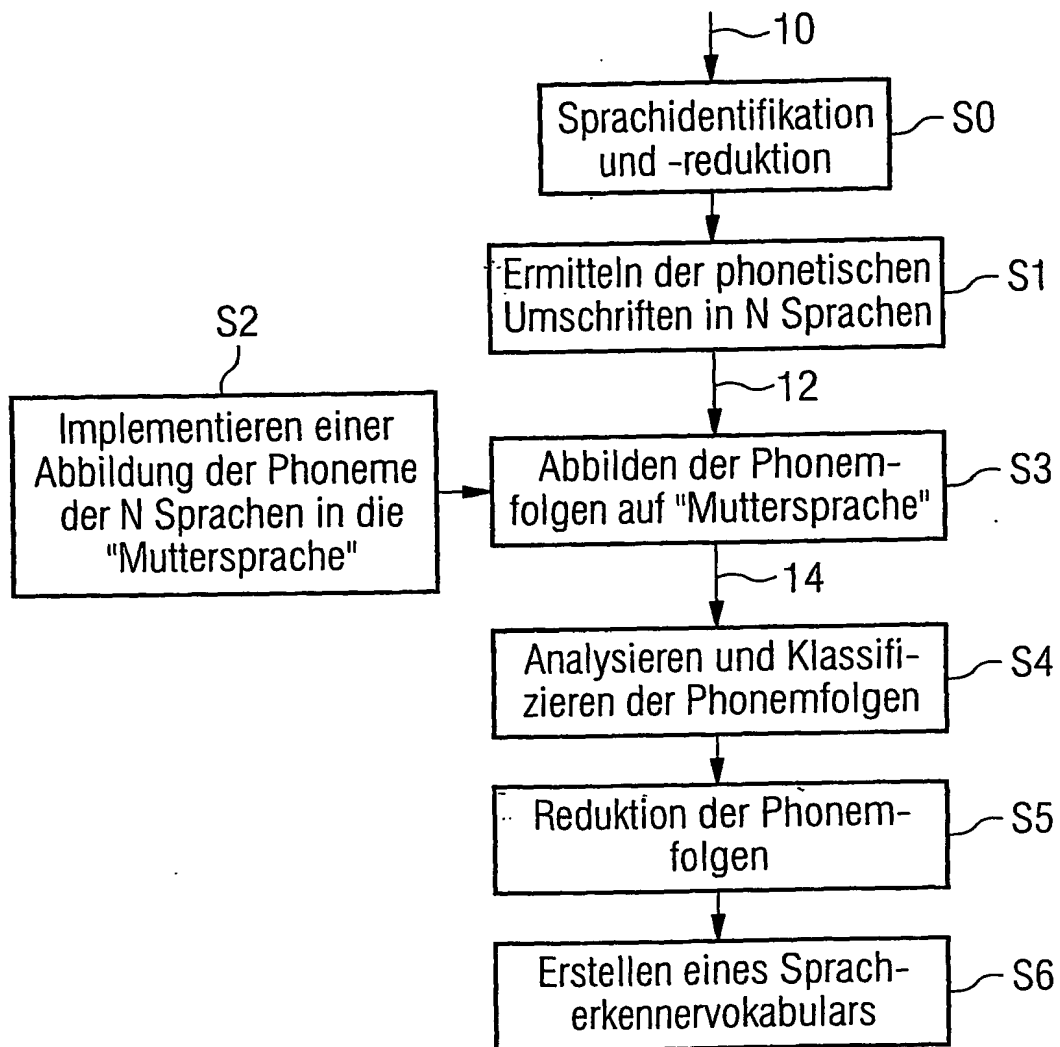 10
Sprachidentifikation
und -reduktion
S0
Ermitteln der phonetischen
Umschriften in N Sprachen
S1
12
S2
Implementieren einer
Abbildung der Phoneme
der N Sprachen in die
"Muttersprache"
Abbilden der Phonem-
folgen auf "Muttersprache"
S3
14
Analysieren und Klassifi-
zieren der Phonemfolgen
S4
Reduktion der Phonem-
folgen
S5
Erstellen eines Sprach-
erkennervokabulars
S6